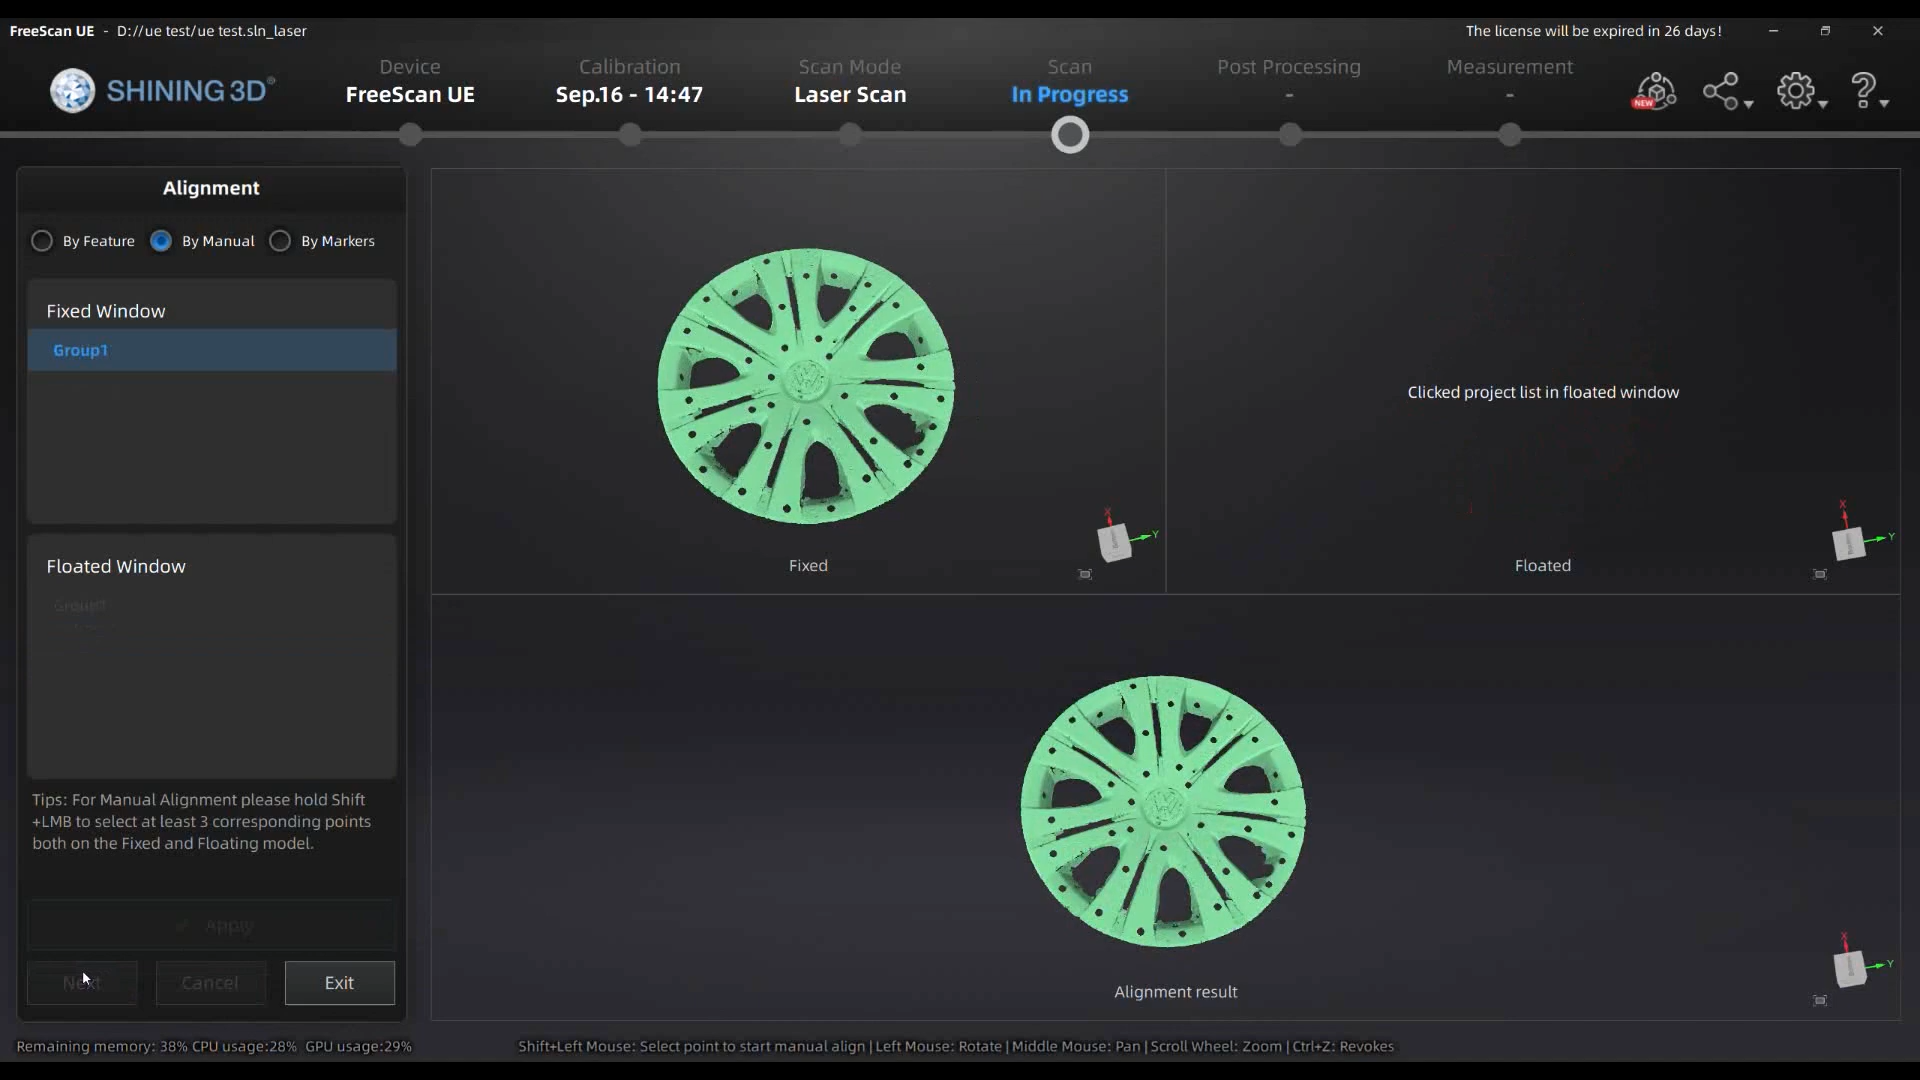 FreeScan UE - D://ue test/ue test.sln_laser
The license will be expired in 26 days!
SHINING 3D®
Device
FreeScan UE
Calibration
Sep.16 - 14:47
Scan Mode
Laser Scan
Scan
In Progress
Post Processing
-
Measurement
-
NEW
Alignment
By Feature
By Manual
By Markers
Fixed Window
Group1
Floated Window
Group1
Tips: For Manual Alignment please hold Shift
+LMB to select at least 3 corresponding points
both on the Fixed and Floating model.
Apply
Next
Cancel
Exit
Fixed
X
Y
Clicked project list in floated window
Floated
X
Y
Alignment result
X
Y
Remaining memory: 38% CPU usage:28% GPU usage:29%
Shift+Left Mouse: Select point to start manual align | Left Mouse: Rotate | Middle Mouse: Pan | Scroll Wheel: Zoom | Ctrl+Z: Revokes